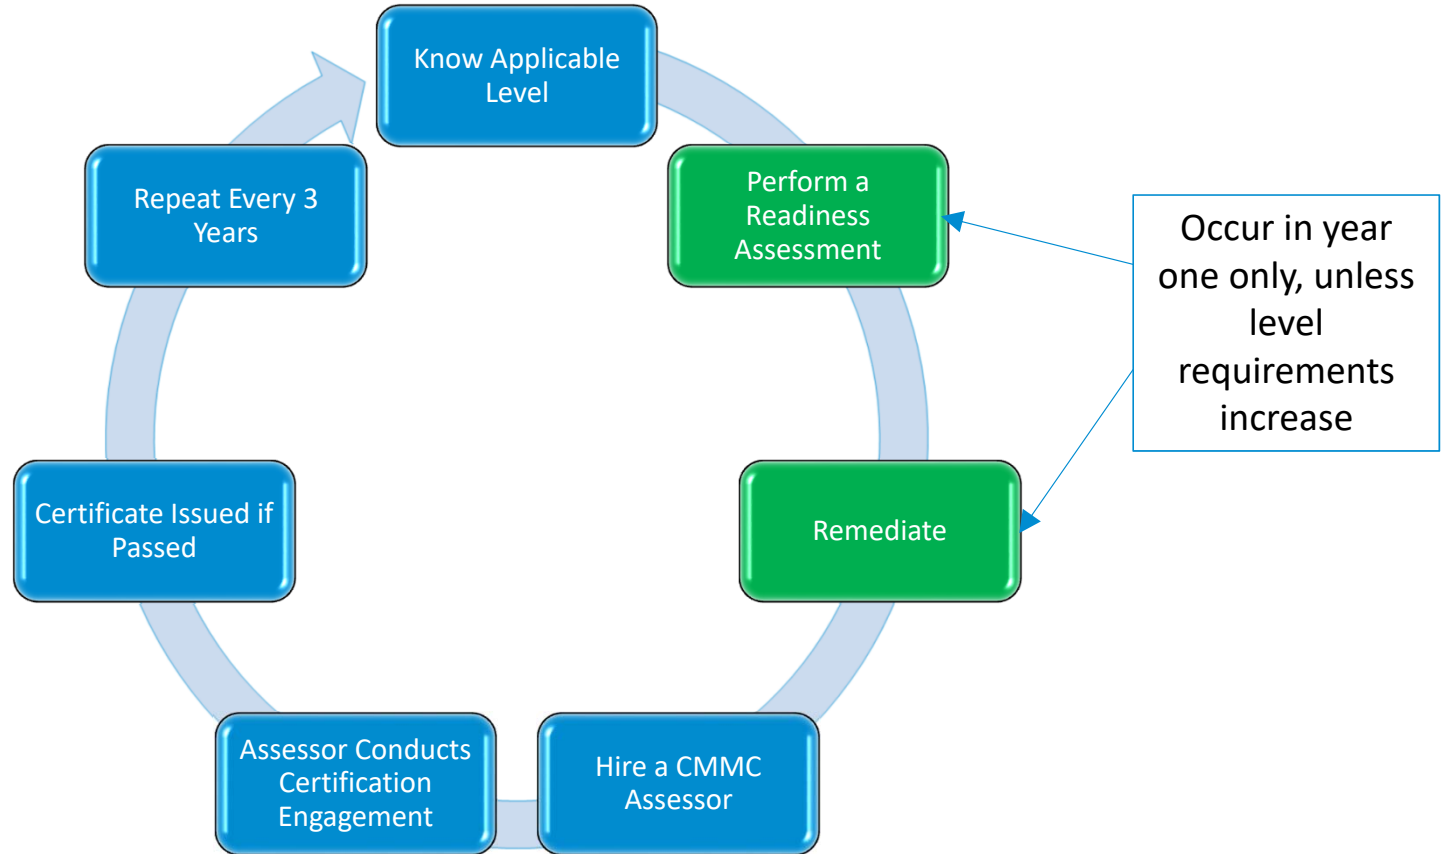 Know Applicable
Level
Perform a
Readiness
Assessment
Occur in year
one only, unless
level
requirements
increase
Remediate
Hire a CMMC
Assessor
Assessor Conducts
Certification
Engagement
Certificate Issued if
Passed
Repeat Every 3
Years